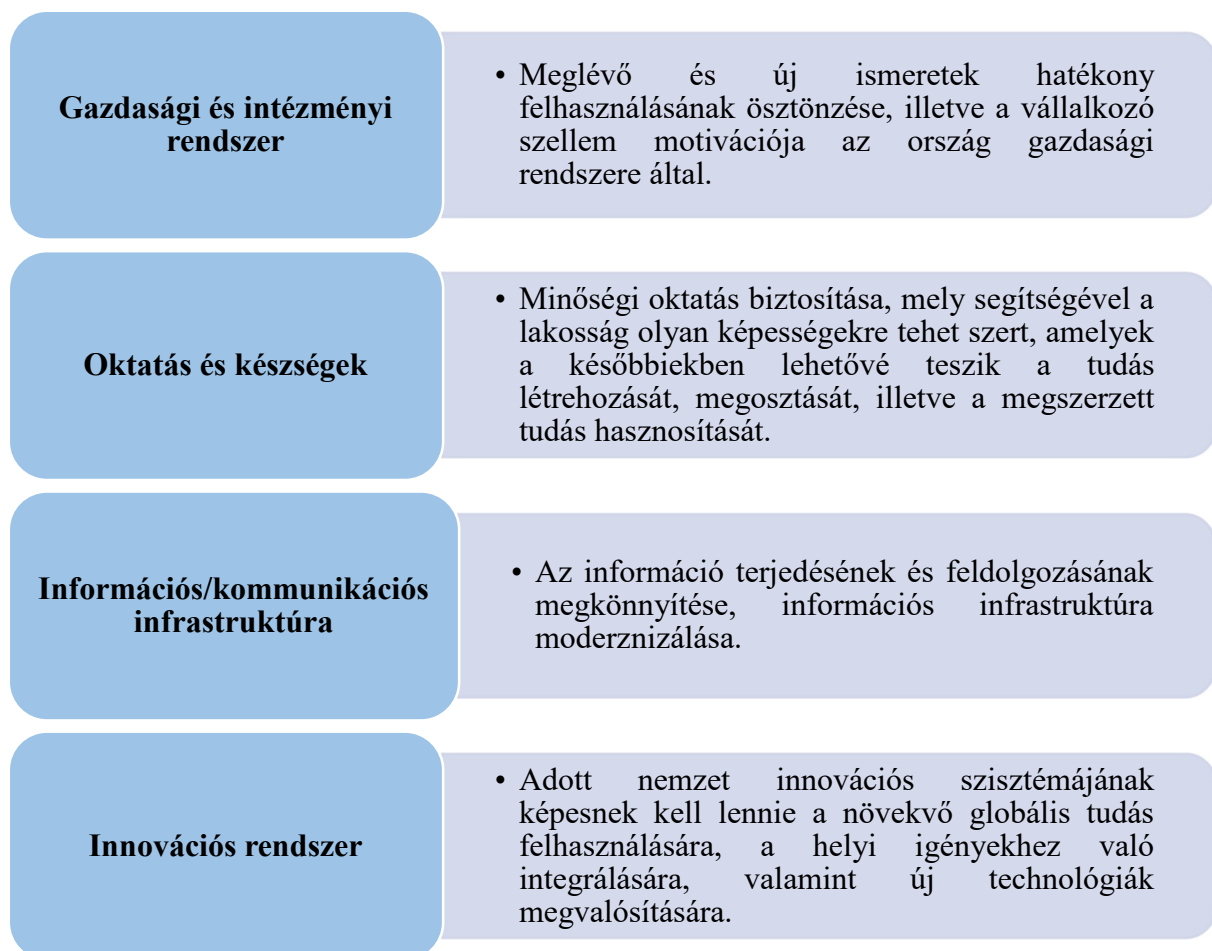 Gazdasági és intézményi
rendszer
• Meglévő és új ismeretek hatékony
felhasználásának ösztönzése, illetve a vállalkozó
szellem motivációja az ország gazdasági
rendszere által.
Oktatás és készségek
• Minőségi oktatás biztosítása, mely segítségével a
lakosság olyan képességekre tehet szert, amelyek
a későbbiekben lehetővé teszik a tudás
létrehozását, megosztását, illetve a megszerzett
tudás hasznosítását.
Információs/kommunikációs
infrastruktúra
• Az információ terjedésének és feldolgozásának
megkönnyítése, információs infrastruktúra
moderznizálása.
Innovációs rendszer
• Adott nemzet innovációs szisztémájának
képesnek kell lennie a növekvő globális tudás
felhasználására, a helyi igényekhez való
integrálására, valamint új technológiák
megvalósítására.